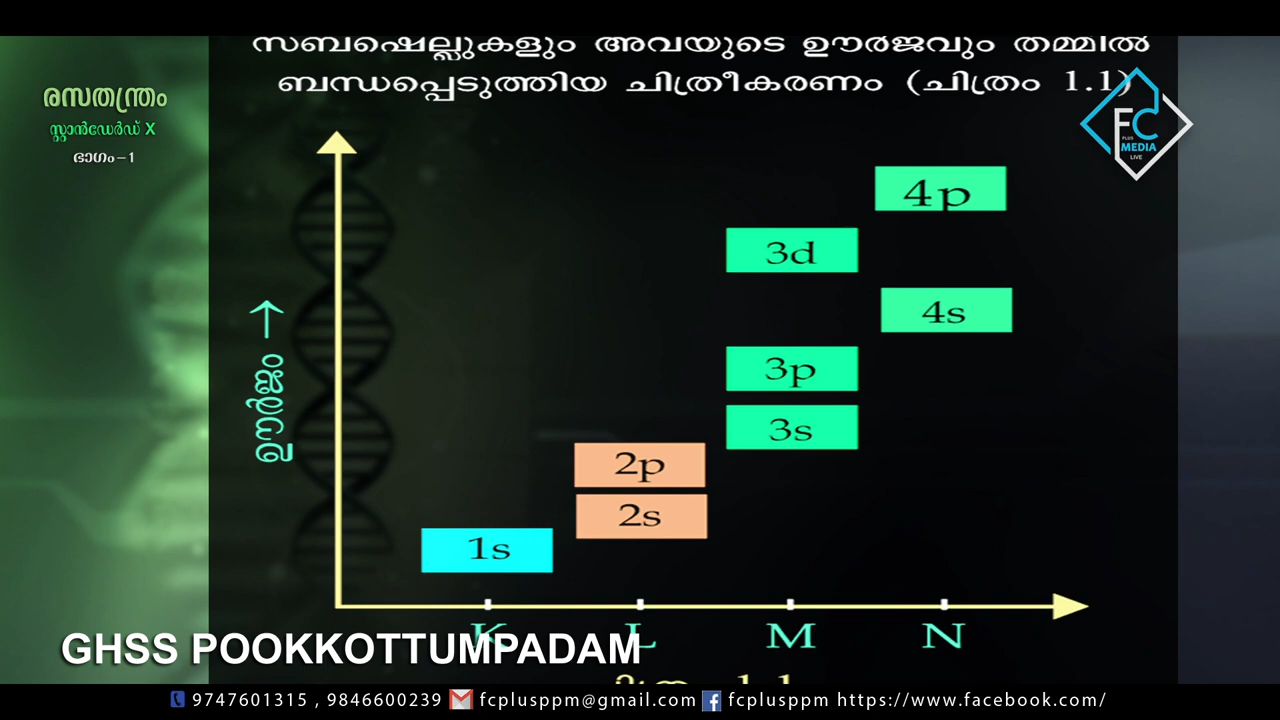 സബ്ഷെല്ലുകളും അവയുടെ ഊർജവും തമ്മിൽ
ബന്ധപ്പെടുത്തിയ ചിത്രീകരണം (ചിത്രം 1.1)
രസതന്ത്രം
സ്റ്റാൻഡേർഡ് X
ഭാഗം-1
FC
PLUS
MEDIA
LIVE
4p
3d
4s
3p
3s
2p
2s
1s
ഊർജം →
K L M N
GHSS POOKKOTTUMPADAM
9747601315 , 9846600239 fcplusppm@gmail.com fcplusppm https://www.facebook.com/